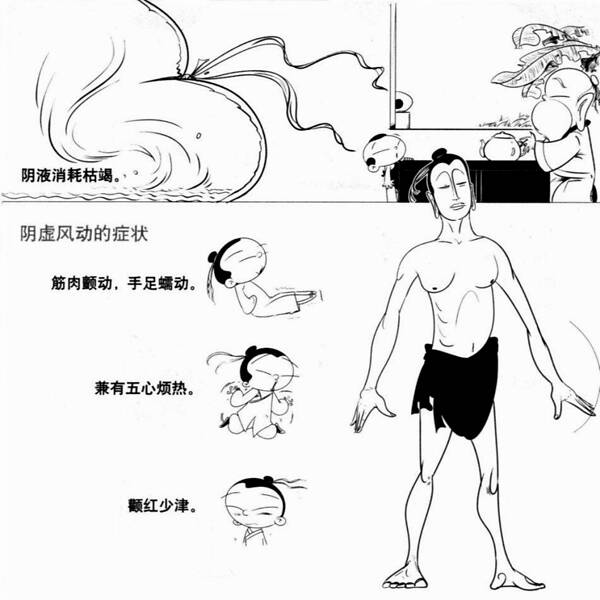 阴液消耗枯竭。
阴虚风动的症状
筋肉颤动，手足蠕动。
兼有五心烦热。
颧红少津。